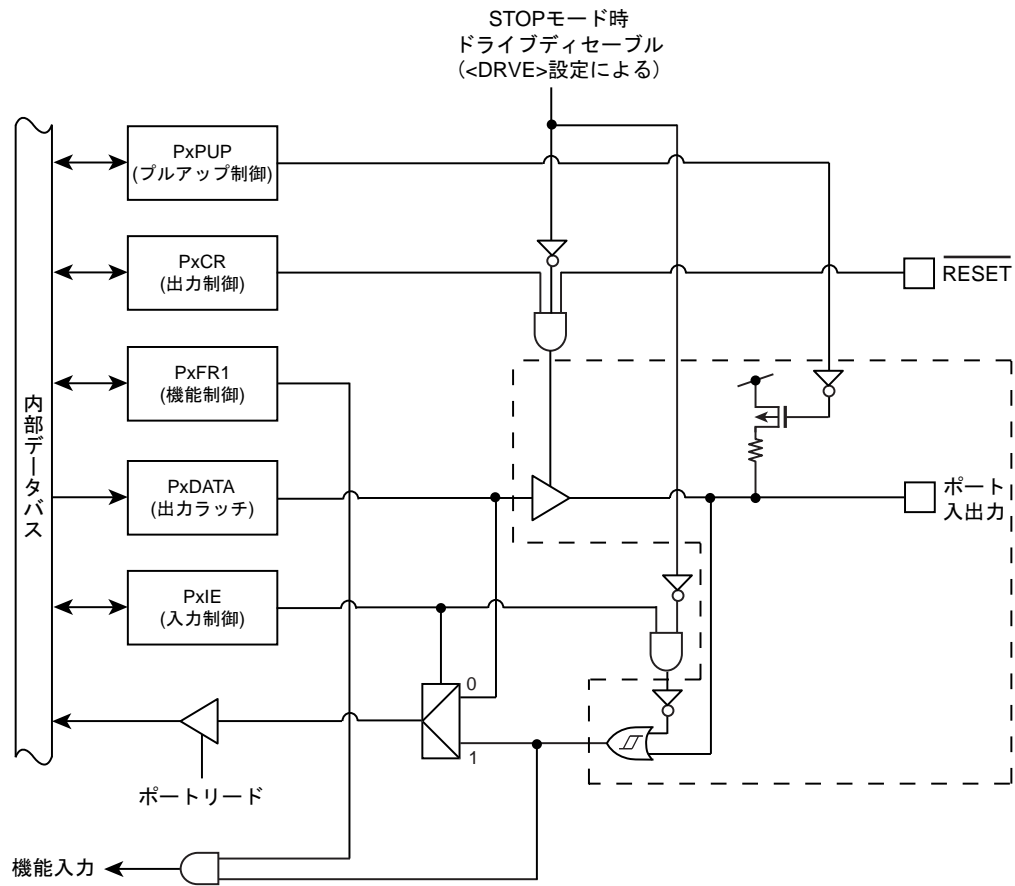 STOPモード時
ドライブディセーブル
(<DRVE>設定による)
PxPUP
(プルアップ制御)
PxCR
(出力制御)
RESET
PxFR1
(機能制御)
内部データバス
PxDATA
(出力ラッチ)
ポート
入出力
PxIE
(入力制御)
0
1
ポートリード
機能入力